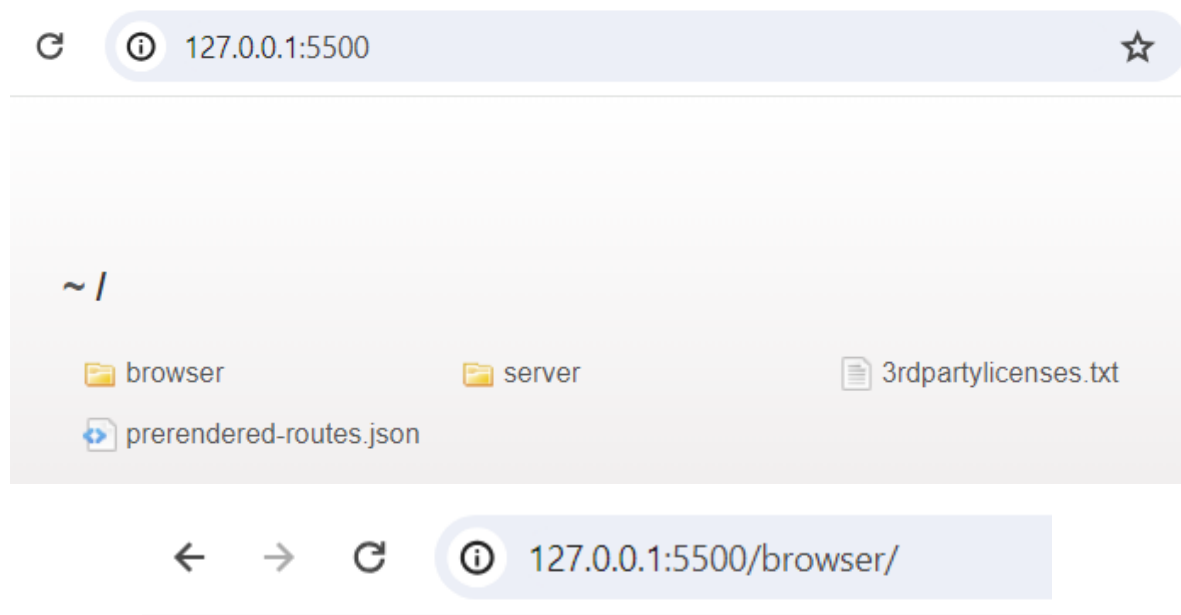 127.0.0.1:5500
~ /
browser server 3rdpartylicenses.txt
prerendered-routes.json
127.0.0.1:5500/browser/